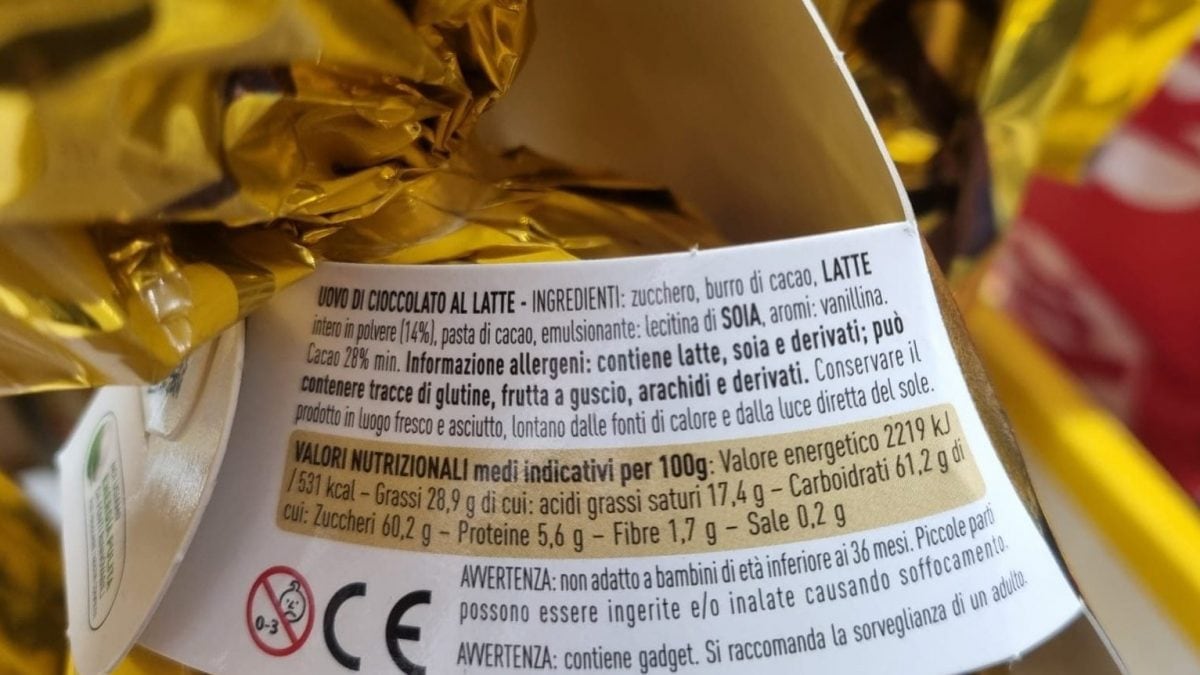 UOVO DI CIOCCOLATO AL LATTE - INGREDIENTI: zucchero, burro di cacao, LATTE
intero in polvere (14%), pasta di cacao, emulsionante: lecitina di SOIA, aromi: vanillina.
Cacao 28% min. Informazione allergeni: contiene latte, soia e derivati; può
contenere tracce di glutine, frutta a guscio, arachidi e derivati. Conservare il
prodotto in luogo fresco e asciutto, lontano dalle fonti di calore e dalla luce diretta del sole.
VALORI NUTRIZIONALI medi indicativi per 100g: Valore energetico 2219 kJ
/ 531 kcal – Grassi 28,9 g di cui: acidi grassi saturi 17,4 g – Carboidrati 61,2 g di
cui: Zuccheri 60,2 g – Proteine 5,6 g – Fibre 1,7 g – Sale 0,2 g
AVVERTENZA: non adatto a bambini di età inferiore ai 36 mesi. Piccole parti
possono essere ingerite e/o inalate causando soffocamento.
AVVERTENZA: contiene gadget. Si raccomanda la sorveglianza di un adulto.
0-3
CE